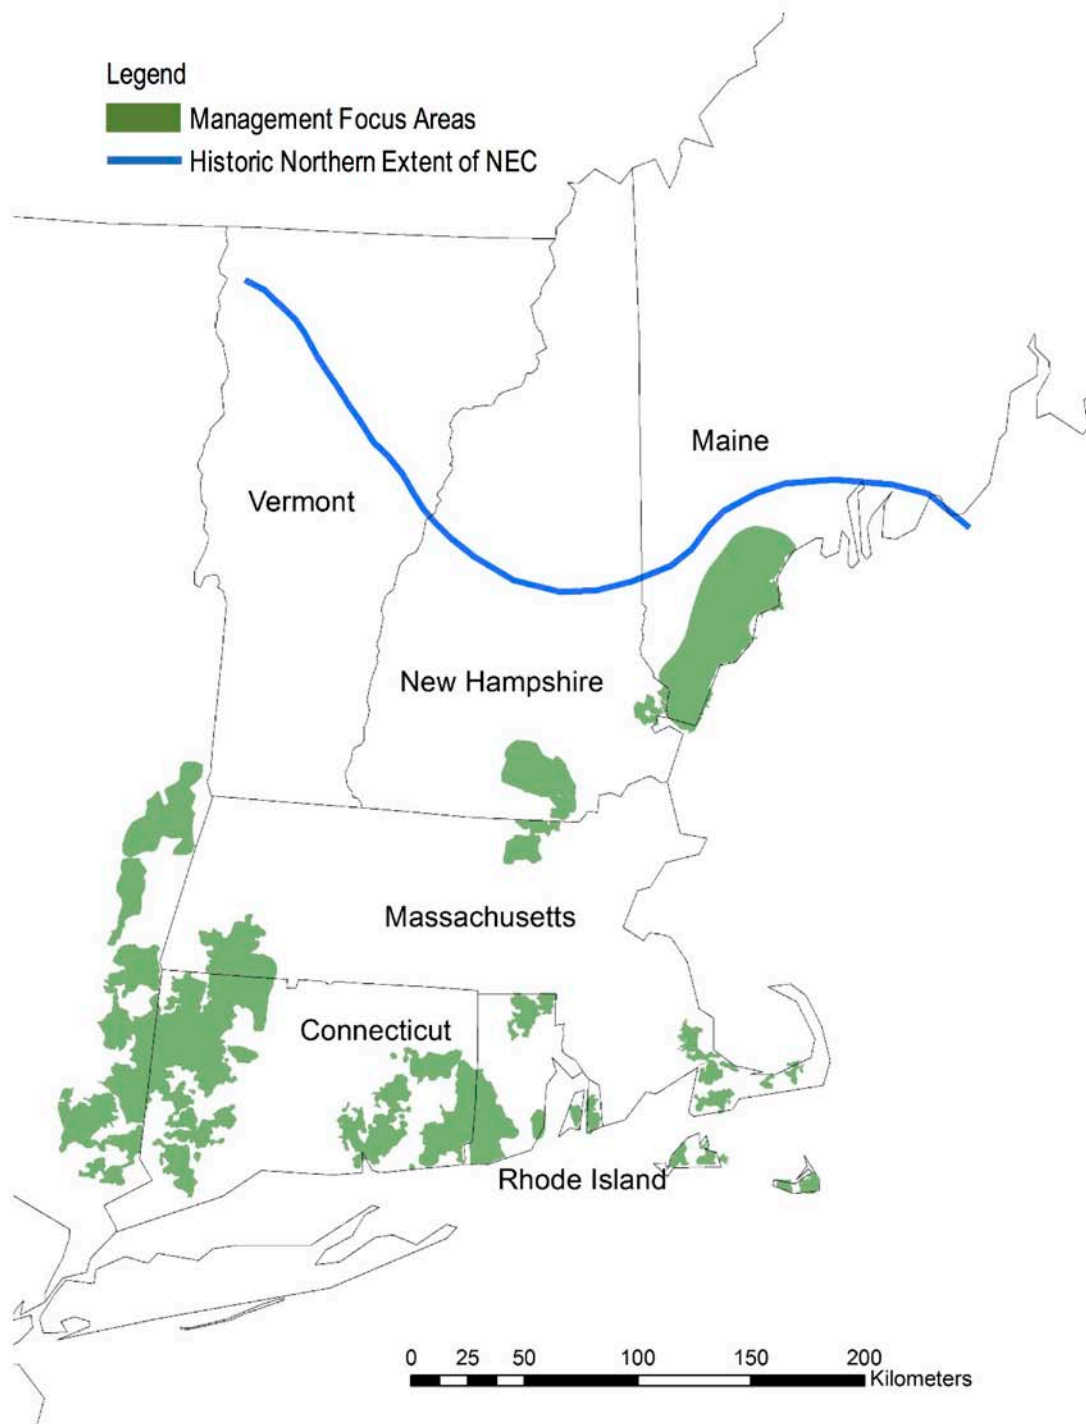 Legend
Management Focus Areas
Historic Northern Extent of NEC
Maine
Vermont
New Hampshire
Massachusetts
Connecticut
Rhode Island
0 25 50 100 150 200
Kilometers